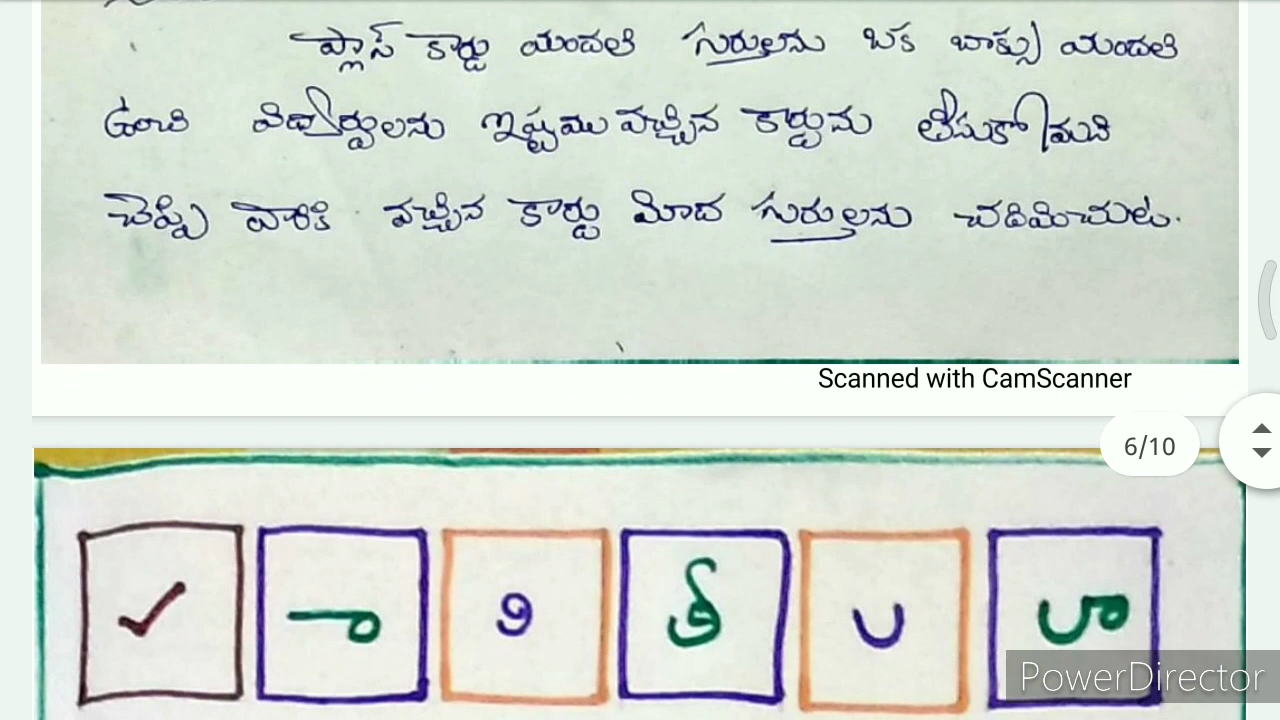 ప్లాస్ కార్డు యందలి గుర్తులను ఒక బాక్సు యందలి
ఉంచి విద్యార్థులను ఇష్టము వచ్చిన కార్డును తీసుకోమని
చెప్పి వారికి వచ్చిన కార్డు మీద గుర్తులను చదివించుట.
Scanned with CamScanner
6/10
PowerDirector